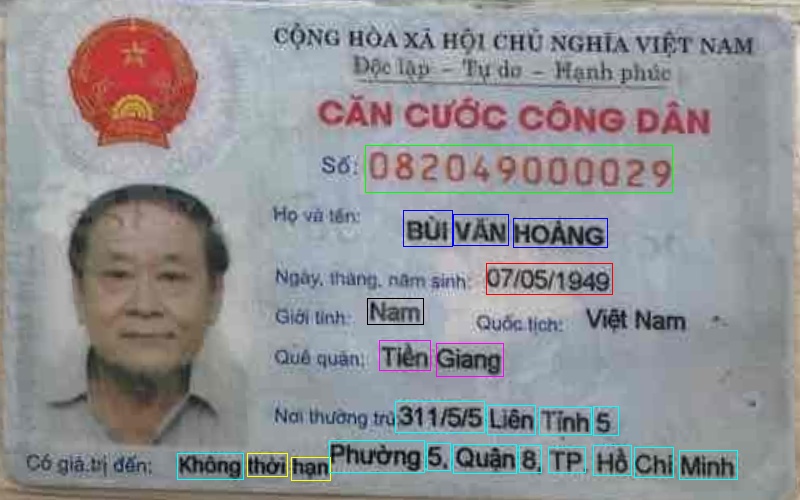 CỘNG HÒA XÃ HỘI CHỦ NGHĨA VIỆT NAM
Độc lập - Tự do - Hạnh phúc
CĂN CƯỚC CÔNG DÂN
Số: 082049000029
Họ và tên: BÙI VĂN HOÀNG
Ngày, tháng, năm sinh: 07/05/1949
Giới tính: Nam Quốc tịch: Việt Nam
Quê quán: Tiền Giang
Nơi thường trú: 311/5/5 Liên Tỉnh 5
Có giá trị đến: Không thời hạn Phường 5, Quận 8, TP. Hồ Chí Minh